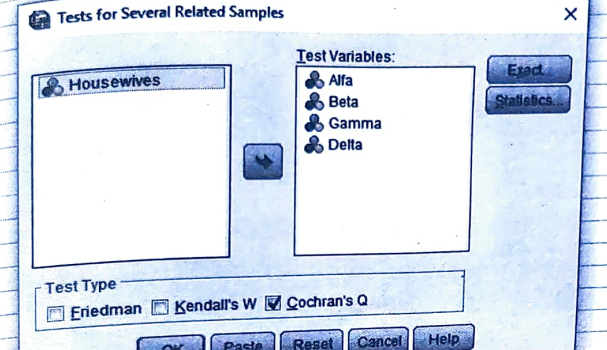 Tests for Several Related Samples
Housewives
Test Variables:
Alfa
Beta
Gamma
Delta
Exact...
Statistics...
Test Type
Friedman Kendall's W Cochran's Q
OK Paste Reset Cancel Help